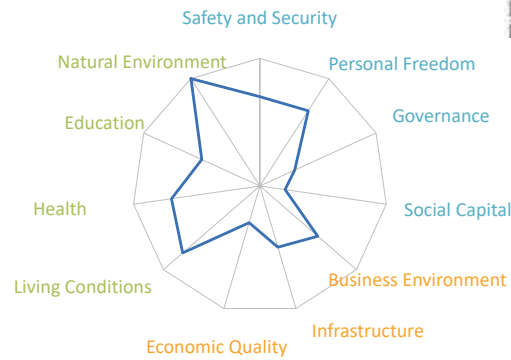 Safety and Security
Natural Environment
Personal Freedom
Education
Governance
Health
Social Capital
Living Conditions
Business Environment
Infrastructure
Economic Quality